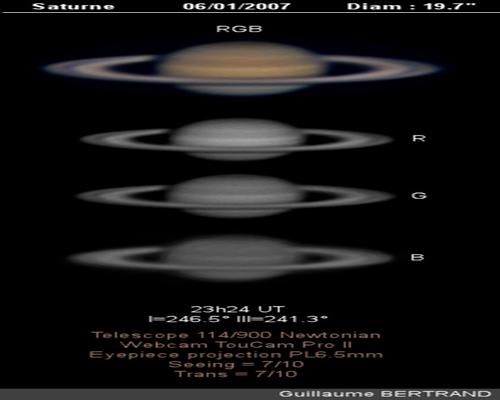 Saturne 06/01/2007 Diam : 19.7"
RGB
R
G
B
23h24 UT
I=246.5° III=241.3°
Telescope 114/900 Newtonian
Webcam TouCam Pro II
Eyepiece projection PL6.5mm
Seeing = 7/10
Trans = 7/10
Guillaume BERTRAND